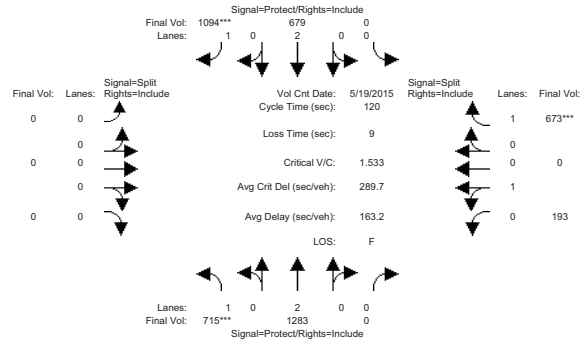 Signal=Protect/Rights=Include
Final Vol: 1094*** 679 0
Lanes: 1 0 2 0 0
Signal=Split
Final Vol: Lanes: Rights=Include
Vol Cnt Date: 5/19/2015
Signal=Split
Rights=Include Lanes: Final Vol:
Cycle Time (sec): 120
0 0 1 673***
Loss Time (sec): 9
0 0
0 0 Critical V/C: 1.533 0 0
0 Avg Crit Del (sec/veh): 289.7 1
0 0 Avg Delay (sec/veh): 163.2 0 193
LOS: F
Lanes: 1 0 2 0 0
Final Vol: 715*** 1283 0
Signal=Protect/Rights=Include